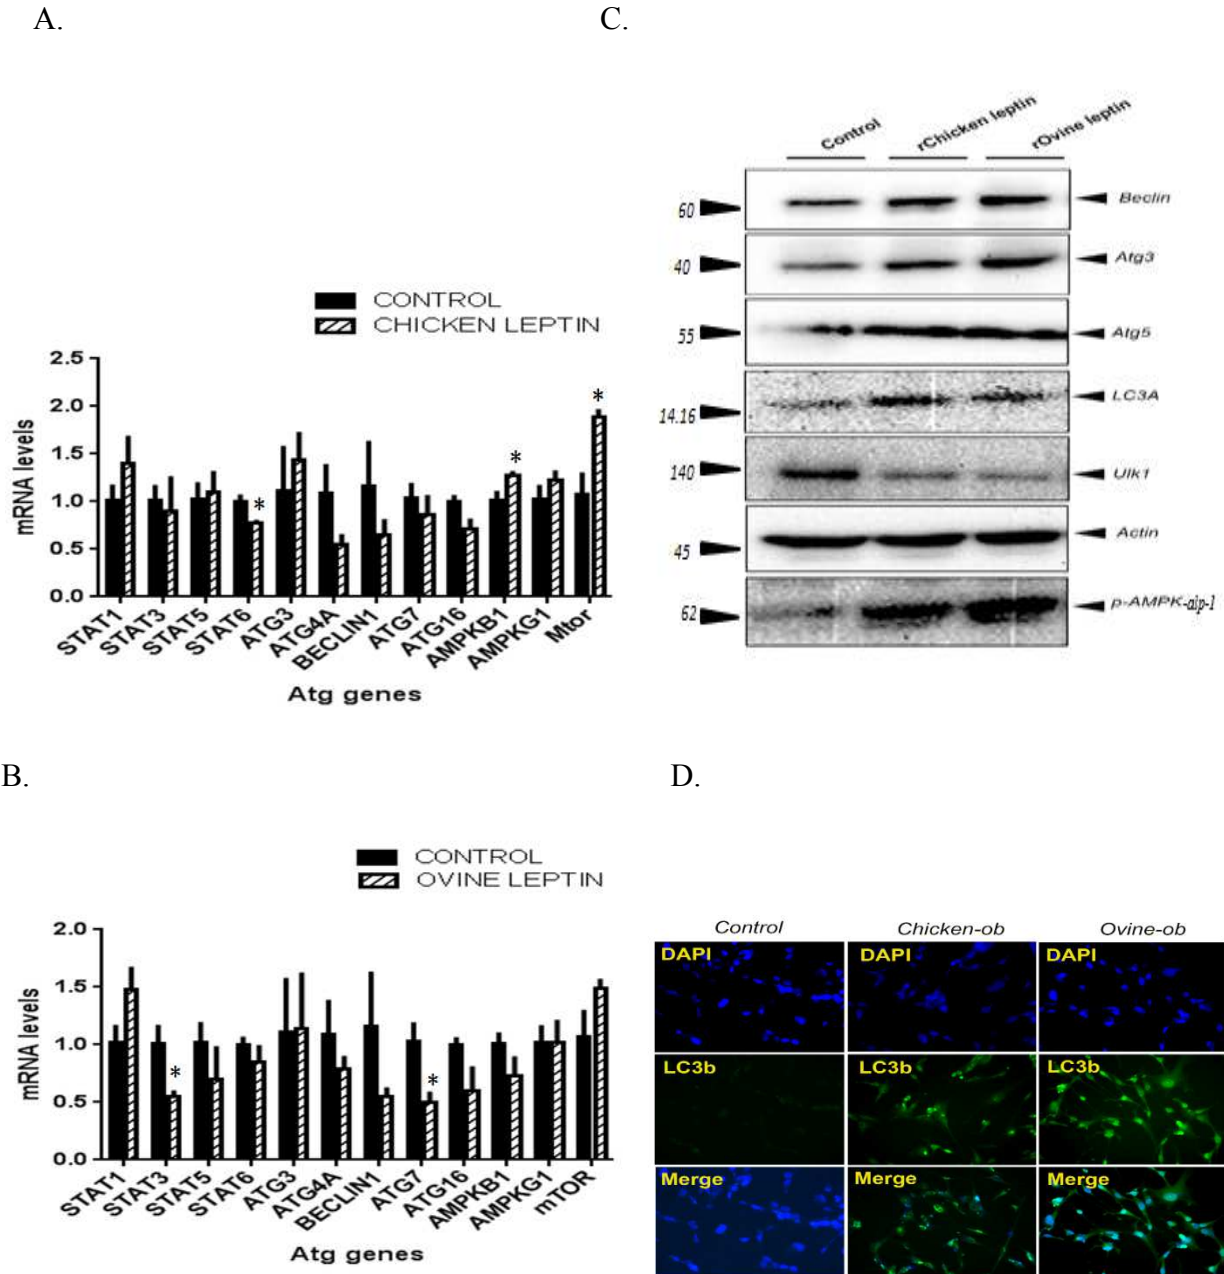 A.
CONTROL
CHICKEN LEPTIN
mRNA levels
2.5
2.0
1.5
1.0
0.5
0.0
*
*
*
STAT1
STAT3
STAT5
STAT6
ATG3
ATG4A
BECLIN1
ATG7
ATG16
AMPKB1
AMPKG1
Mtor
Atg genes
C.
Control
rChicken leptin
rOvine leptin
60
Beclin
40
Atg3
55
Atg5
14.16
LC3A
140
Ulk1
45
Actin
62
p-AMPK-alp-1
B.
CONTROL
OVINE LEPTIN
mRNA levels
2.0
1.5
1.0
0.5
0.0
*
*
STAT1
STAT3
STAT5
STAT6
ATG3
ATG4A
BECLIN1
ATG7
ATG16
AMPKB1
AMPKG1
mTOR
Atg genes
D.
Control
Chicken-ob
Ovine-ob
DAPI
DAPI
DAPI
LC3b
LC3b
LC3b
Merge
Merge
Merge